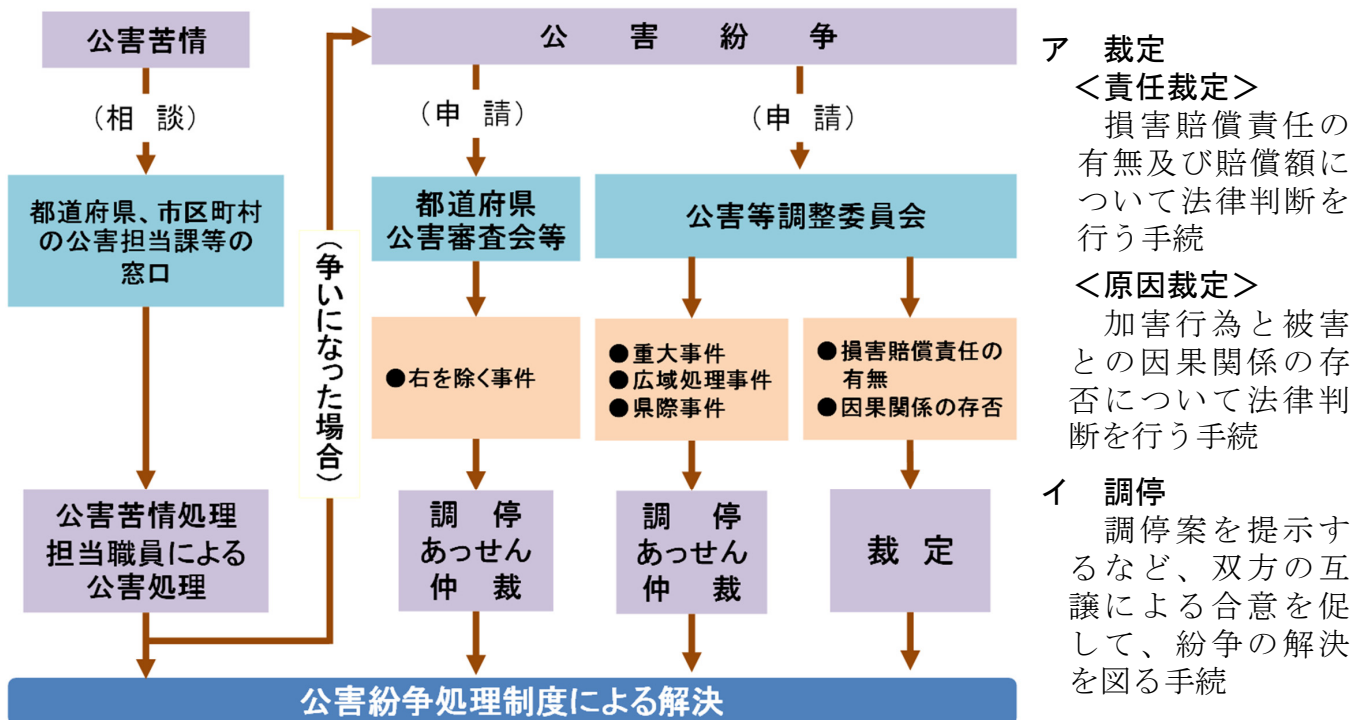 公害苦情
（相 談）
都道府県、市区町村
の公害担当課等の
窓口
公害苦情処理
担当職員による
公害処理
（争いになった場合）
公 害 紛 争
（申 請）
（申 請）
都道府県
公害審査会等
公害等調整委員会
●右を除く事件
●重大事件
●広域処理事件
●県際事件
●損害賠償責任の
有無
●因果関係の存否
調 停
あっせん
仲 裁
調 停
あっせん
仲 裁
裁 定
公害紛争処理制度による解決
ア 裁定
＜責任裁定＞
損害賠償責任の
有無及び賠償額に
ついて法律判断を
行う手続
＜原因裁定＞
加害行為と被害
との因果関係の存
否について法律判
断を行う手続
イ 調停
調停案を提示す
るなど、双方の互
譲による合意を促
して、紛争の解決
を図る手続